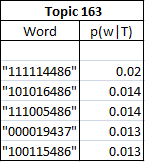 Topic 163
Word p(w|T)
"111114486" 0.02
"101016486" 0.014
"111005486" 0.014
"000019437" 0.013
"100115486" 0.013